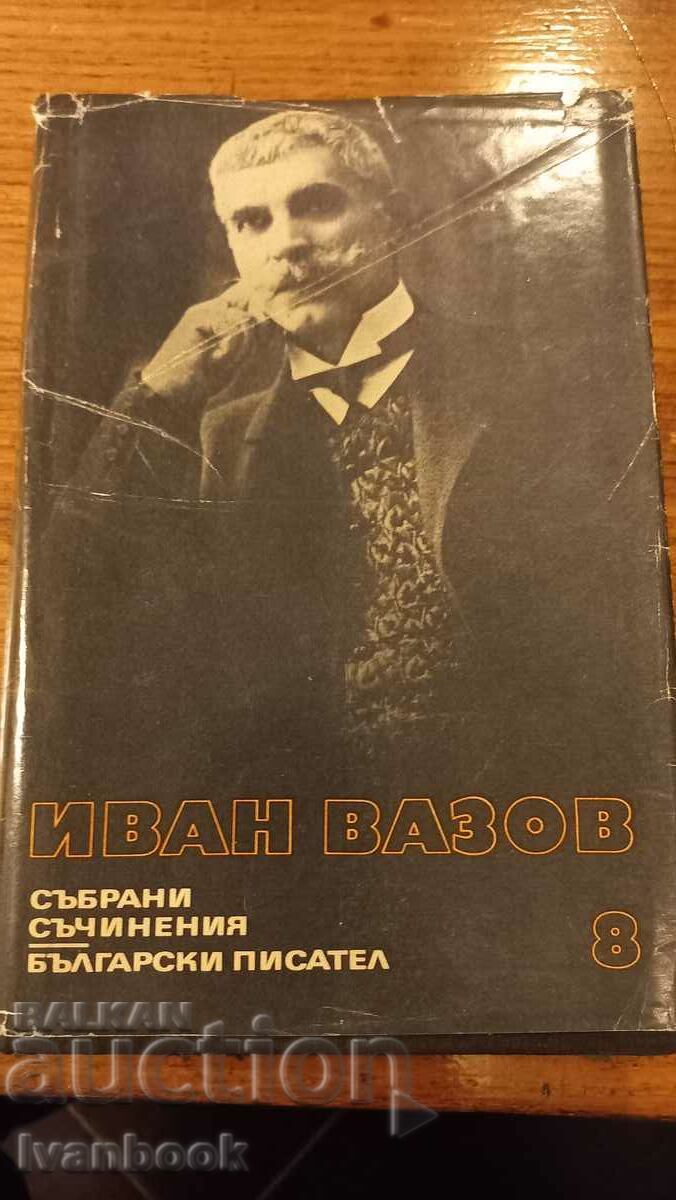 ИВАН ВАЗОВ
СЪБРАНИ
СЪЧИНЕНИЯ
БЪЛГАРСКИ ПИСАТЕЛ
8
BALKAN
auction
Ivanbook